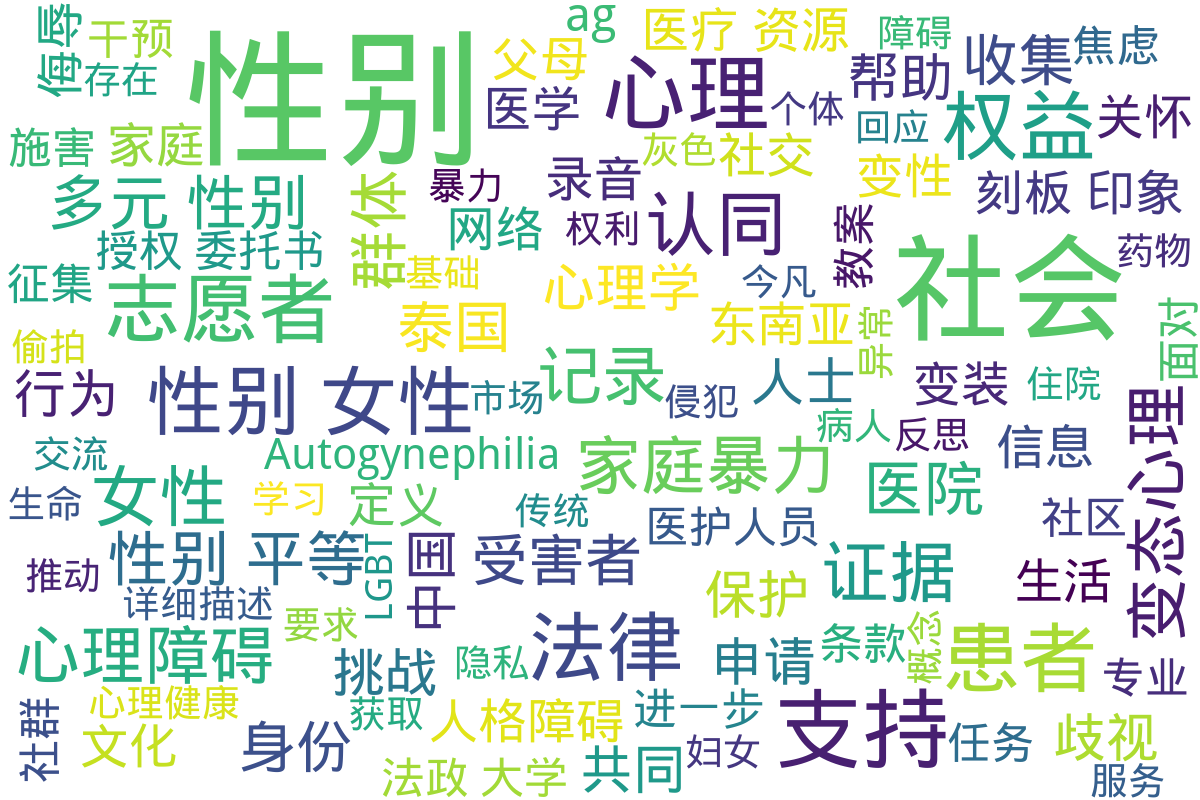 性别
社会
心理
支持
法律
认同
权益
志愿者
性别 女性
患者
证据
家庭暴力
心理障碍
女性
变态心理
记录
性别 平等
多元 性别
受害者
医院
身份
泰国
中国
保护
申请
挑战
共同
歧视
人格障碍
心理学
东南亚
刻板 印象
收集
帮助
录音
医学
医疗 资源
父母
ag
障碍
焦虑
干预
侮辱
存在
个体
回应
关怀
施害
家庭
灰色
社交
变性
暴力
群体
网络
权利
教案
药物
授权 委托书
征集
基础
今凡
异常
面对
偷拍
行为
市场
侵犯
人士
变装
住院
病人
反思
信息
交流
Autogynephilia
生命
学习
定义
传统
医护人员
社区
推动
LGBT
生活
详细描述
要求
隐私
条款
概念
专业
心理健康
获取
进一步
社群
文化
法政 大学
妇女
任务
服务